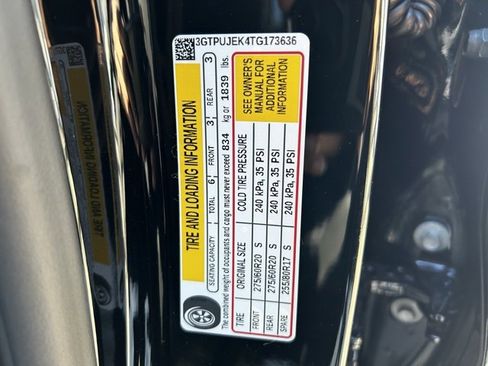 3GTPUJEK4TG173636
TIRE AND LOADING INFORMATION
SEATING CAPACITY TOTAL 6 FRONT 3 REAR 3
The combined weight of occupants and cargo must never exceed 834 kg or 1839 lbs.
TIRE ORIGINAL SIZE COLD TIRE PRESSURE
FRONT 275/60R20 S 240 kPa, 35 PSI
REAR 275/60R20 S 240 kPa, 35 PSI
SPARE 255/80R17 S 240 kPa, 35 PSI
SEE OWNER'S
MANUAL FOR
ADDITIONAL
INFORMATION